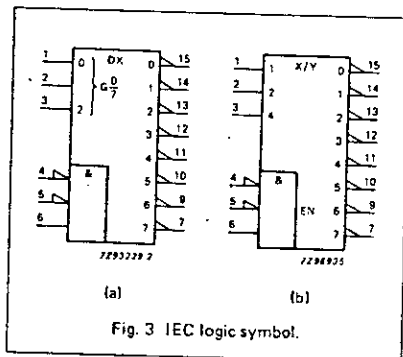 DX
1 0 0 15
2 G 0/7 1 14
3 2 2 13
3 12
4 11
4 & 5 10
5 6 9
6 7 7
7Z93229.2
(a)
X/Y
1 1 0 15
2 2 1 14
3 4 2 13
3 12
4 11
4 & 5 10
5 EN 6 9
6 7 7
(b)
Fig. 3 IEC logic symbol.